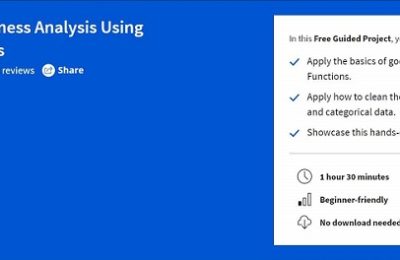 ness Analysis Using
s
reviews Share
In this Free Guided Project, y
Apply the basics of go
Functions.
Apply how to clean the
and categorical data.
Showcase this hands-
1 hour 30 minutes
Beginner-friendly
No download needed